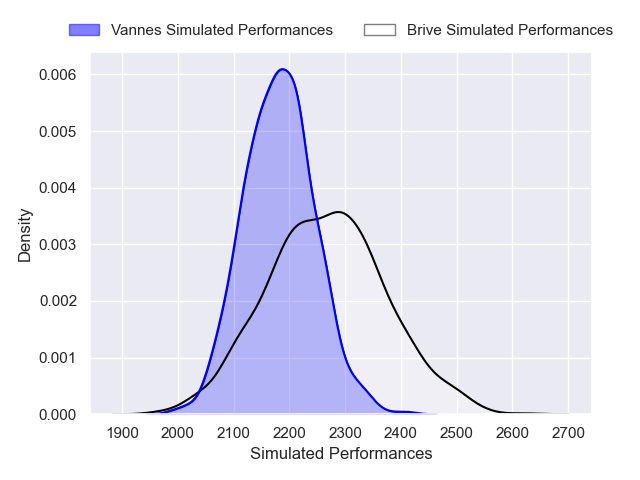 Vannes Simulated Performances Brive Simulated Performances
0.006
0.005
0.004
0.003
0.002
0.001
0.000
Density
1900 2000 2100 2200 2300 2400 2500 2600 2700
Simulated Performances